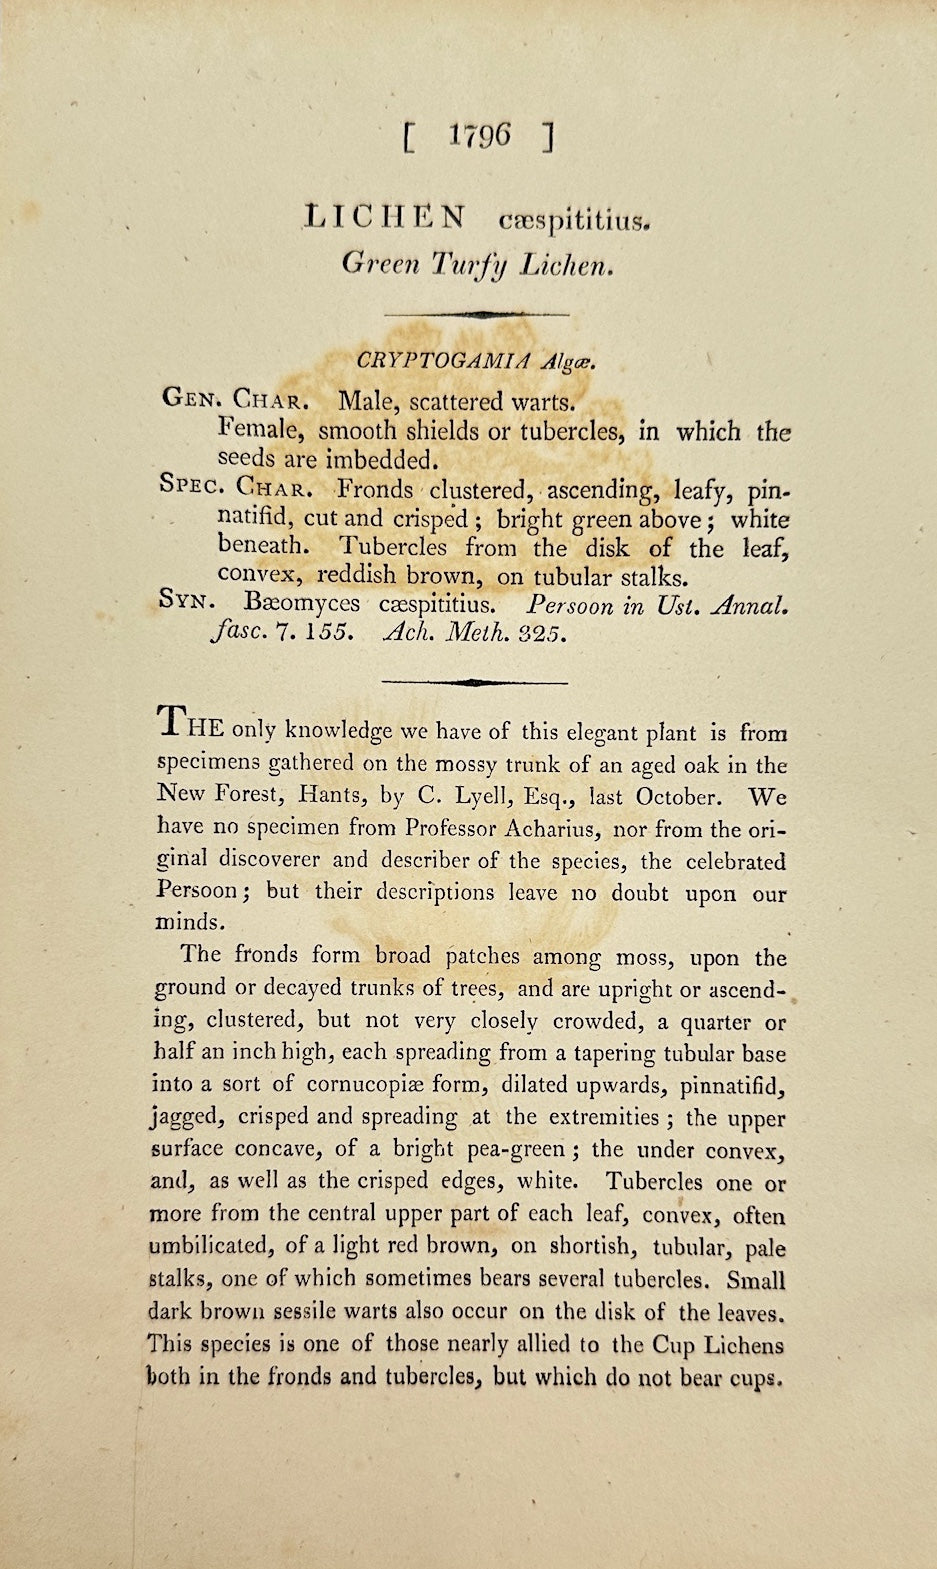 [ 1796 ]
LICHEN cæspititius.
Green Turfy Lichen.
CRYPTOGAMIA Algæ.
GEN. CHAR. Male, scattered warts.
Female, smooth shields or tubercles, in which the
seeds are imbedded.
SPEC. CHAR. Fronds clustered, ascending, leafy, pin-
natifid, cut and crisped; bright green above; white
beneath. Tubercles from the disk of the leaf,
convex, reddish brown, on tubular stalks.
SYN. Bæomyces cæspititius. Persoon in Ust. Annal.
fasc. 7. 155. Ach. Meth. 325.
THE only knowledge we have of this elegant plant is from
specimens gathered on the mossy trunk of an aged oak in the
New Forest, Hants, by C. Lyell, Esq., last October. We
have no specimen from Professor Acharius, nor from the ori-
ginal discoverer and describer of the species, the celebrated
Persoon; but their descriptions leave no doubt upon our
minds.
The fronds form broad patches among moss, upon the
ground or decayed trunks of trees, and are upright or ascend-
ing, clustered, but not very closely crowded, a quarter or
half an inch high, each spreading from a tapering tubular base
into a sort of cornucopiæ form, dilated upwards, pinnatifid,
jagged, crisped and spreading at the extremities; the upper
surface concave, of a bright pea-green; the under convex,
and, as well as the crisped edges, white. Tubercles one or
more from the central upper part of each leaf, convex, often
umbilicated, of a light red brown, on shortish, tubular, pale
stalks, one of which sometimes bears several tubercles. Small
dark brown sessile warts also occur on the disk of the leaves.
This species is one of those nearly allied to the Cup Lichens
both in the fronds and tubercles, but which do not bear cups.